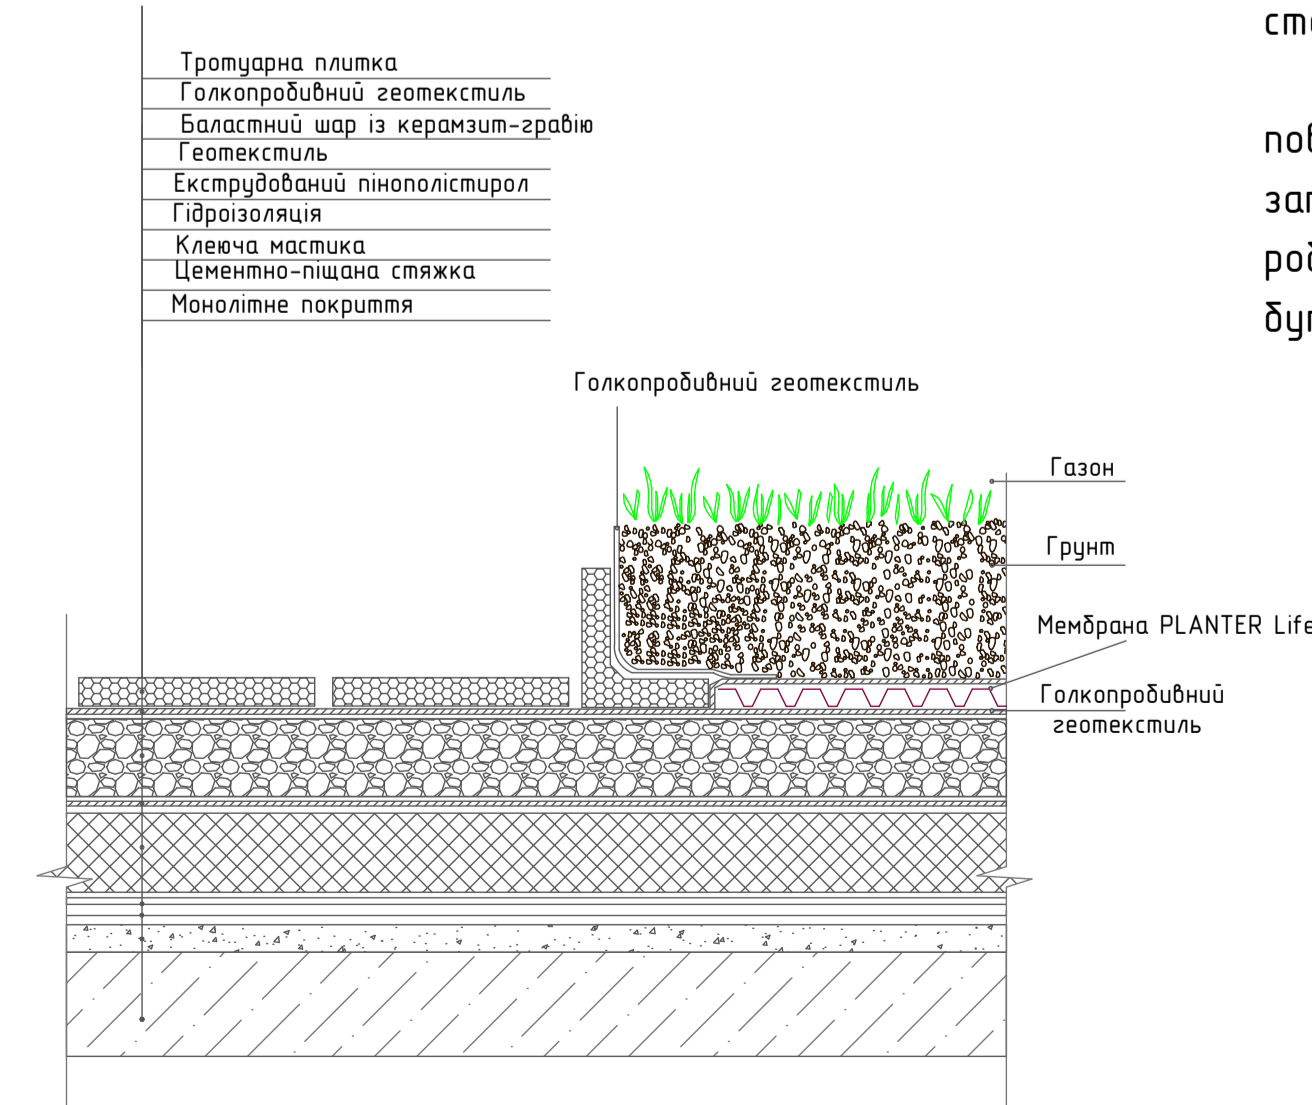 Тротуарна плитка
Голкопробивний геотекстиль
Баластний шар із керамзит-гравію
Геотекстиль
Екструдований пінополістирол
Гідроізоляція
Клеюча мастика
Цементно-піщана стяжка
Монолітне покриття
Голкопробивний геотекстиль
Газон
Грунт
Мембрана PLANTER Life
Голкопробивний
геотекстиль